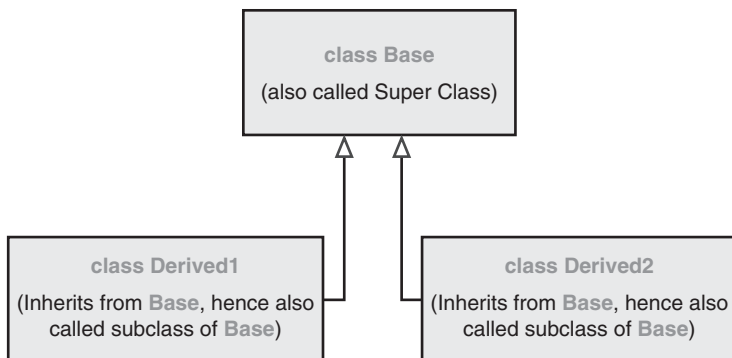 class Base
(also called Super Class)
class Derived1
(Inherits from Base, hence also
called subclass of Base)
class Derived2
(Inherits from Base, hence also
called subclass of Base)